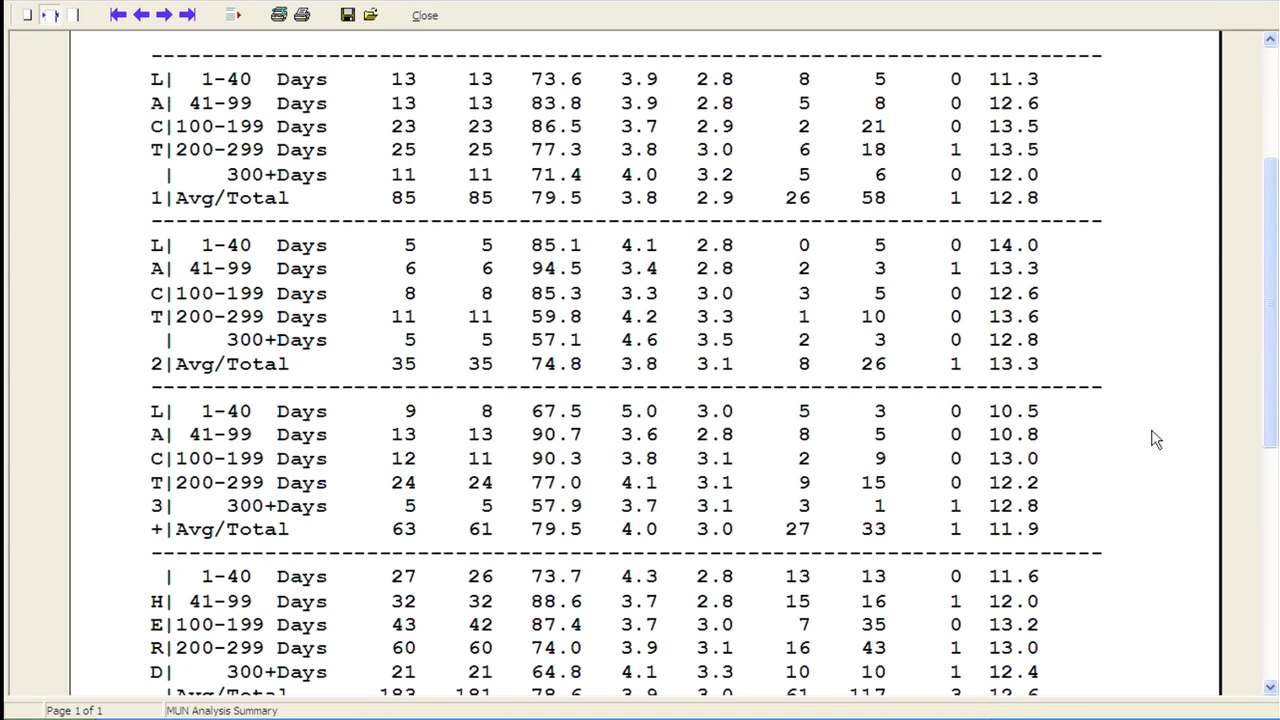 Close
L| 1-40 Days 13 13 73.6 3.9 2.8 8 5 0 11.3
A| 41-99 Days 13 13 83.8 3.9 2.8 5 8 0 12.6
C|100-199 Days 23 23 86.5 3.7 2.9 2 21 0 13.5
T|200-299 Days 25 25 77.3 3.8 3.0 6 18 1 13.5
| 300+Days 11 11 71.4 4.0 3.2 5 6 0 12.0
1|Avg/Total 85 85 79.5 3.8 2.9 26 58 1 12.8
L| 1-40 Days 5 5 85.1 4.1 2.8 0 5 0 14.0
A| 41-99 Days 6 6 94.5 3.4 2.8 2 3 1 13.3
C|100-199 Days 8 8 85.3 3.3 3.0 3 5 0 12.6
T|200-299 Days 11 11 59.8 4.2 3.3 1 10 0 13.6
| 300+Days 5 5 57.1 4.6 3.5 2 3 0 12.8
2|Avg/Total 35 35 74.8 3.8 3.1 8 26 1 13.3
L| 1-40 Days 9 8 67.5 5.0 3.0 5 3 0 10.5
A| 41-99 Days 13 13 90.7 3.6 2.8 8 5 0 10.8
C|100-199 Days 12 11 90.3 3.8 3.1 2 9 0 13.0
T|200-299 Days 24 24 77.0 4.1 3.1 9 15 0 12.2
3| 300+Days 5 5 57.9 3.7 3.1 3 1 1 12.8
+|Avg/Total 63 61 79.5 4.0 3.0 27 33 1 11.9
| 1-40 Days 27 26 73.7 4.3 2.8 13 13 0 11.6
H| 41-99 Days 32 32 88.6 3.7 2.8 15 16 1 12.0
E|100-199 Days 43 42 87.4 3.7 3.0 7 35 0 13.2
R|200-299 Days 60 60 74.0 3.9 3.1 16 43 1 13.0
D| 300+Days 21 21 64.8 4.1 3.3 10 10 1 12.4
|Avg/Total 183 181 78.6 3.9 3.0 61 117 3 12.6
Page 1 of 1 MUN Analysis Summary